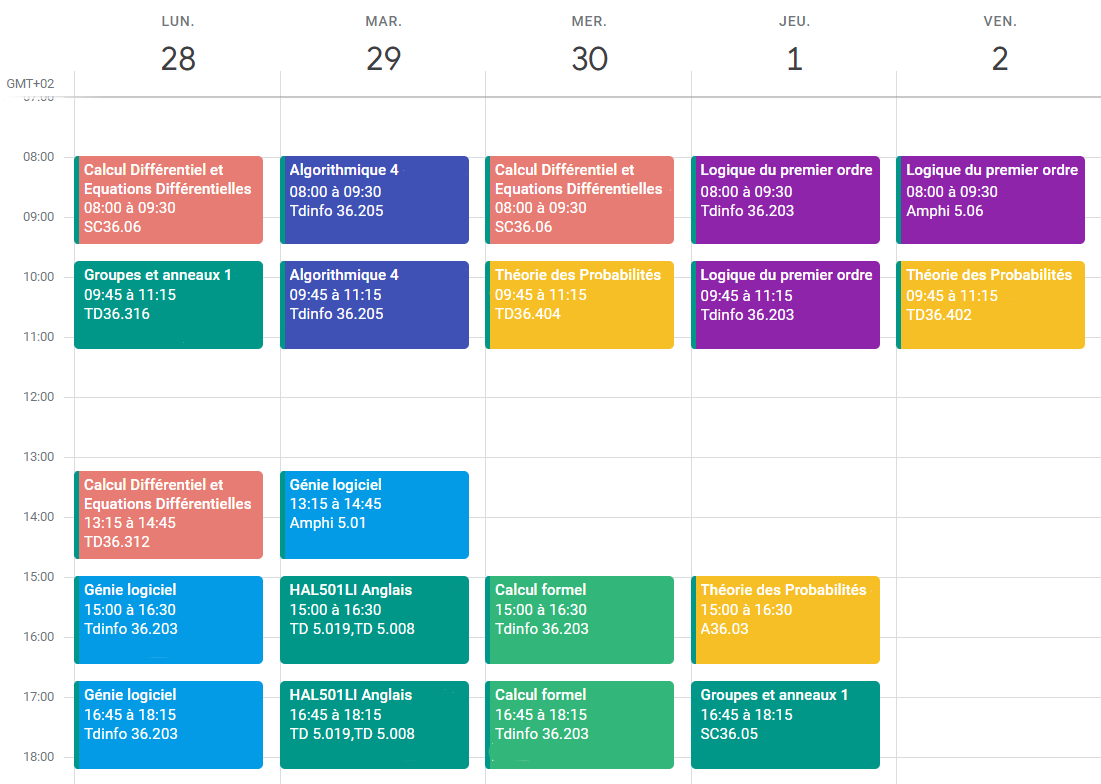 LUN.
28
MAR.
29
MER.
30
JEU.
1
VEN.
2
GMT+02
07:00
08:00
09:00
10:00
11:00
12:00
13:00
14:00
15:00
16:00
17:00
18:00
Calcul Différentiel et
Equations Différentielles
08:00 à 09:30
SC36.06
Groupes et anneaux 1
09:45 à 11:15
TD36.316
Calcul Différentiel et
Equations Différentielles
13:15 à 14:45
TD36.312
Génie logiciel
15:00 à 16:30
Tdinfo 36.203
Génie logiciel
16:45 à 18:15
Tdinfo 36.203
Algorithmique 4
08:00 à 09:30
Tdinfo 36.205
Algorithmique 4
09:45 à 11:15
Tdinfo 36.205
Génie logiciel
13:15 à 14:45
Amphi 5.01
HAL501LI Anglais
15:00 à 16:30
TD 5.019,TD 5.008
HAL501LI Anglais
16:45 à 18:15
TD 5.019,TD 5.008
Calcul Différentiel et
Equations Différentielles
08:00 à 09:30
SC36.06
Théorie des Probabilités
09:45 à 11:15
TD36.404
Calcul formel
15:00 à 16:30
Tdinfo 36.203
Calcul formel
16:45 à 18:15
Tdinfo 36.203
Logique du premier ordre
08:00 à 09:30
Tdinfo 36.203
Logique du premier ordre
09:45 à 11:15
Tdinfo 36.203
Théorie des Probabilités
15:00 à 16:30
A36.03
Groupes et anneaux 1
16:45 à 18:15
SC36.05
Logique du premier ordre
08:00 à 09:30
Amphi 5.06
Théorie des Probabilités
09:45 à 11:15
TD36.402